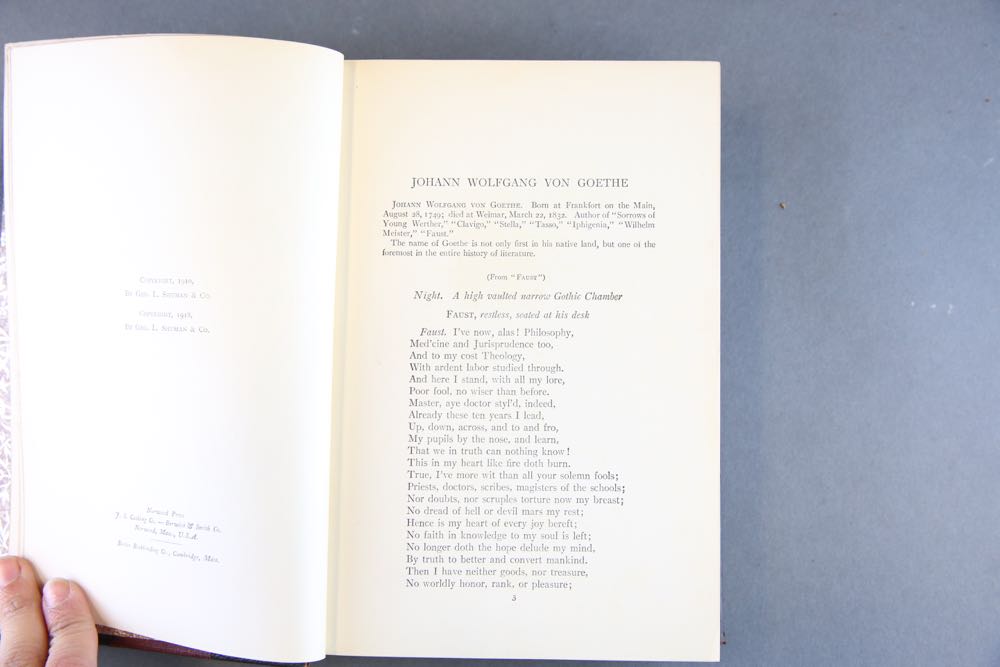 Copyright, 1910,
By Geo. L. Shuman & Co.
Copyright, 1918,
By Geo. L. Shuman & Co.
Norwood Press
J. S. Cushing Co. — Berwick & Smith Co.
Norwood, Mass., U.S.A.
Bookbinding Co., Cambridge, Mass.
JOHANN WOLFGANG VON GOETHE
Johann Wolfgang von Goethe. Born at Frankfort on the Main,
August 28, 1749; died at Weimar, March 22, 1832. Author of "Sorrows of
Young Werther," "Clavigo," "Stella," "Tasso," "Iphigenia," "Wilhelm
Meister," "Faust."
The name of Goethe is not only first in his native land, but one of the
foremost in the entire history of literature.
(From "Faust")
Night. A high vaulted narrow Gothic Chamber
Faust, restless, seated at his desk
Faust. I've now, alas! Philosophy,
Med'cine and Jurisprudence too,
And to my cost Theology,
With ardent labor studied through.
And here I stand, with all my lore,
Poor fool, no wiser than before.
Master, aye doctor styl'd, indeed,
Already these ten years I lead,
Up, down, across, and to and fro,
My pupils by the nose, and learn,
That we in truth can nothing know!
This in my heart like fire doth burn.
True, I've more wit than all your solemn fools;
Priests, doctors, scribes, magisters of the schools;
Nor doubts, nor scruples torture now my breast;
No dread of hell or devil mars my rest;
Hence is my heart of every joy bereft;
No faith in knowledge to my soul is left;
No longer doth the hope delude my mind,
By truth to better and convert mankind.
Then I have neither goods, nor treasure,
No worldly honor, rank, or pleasure;
3